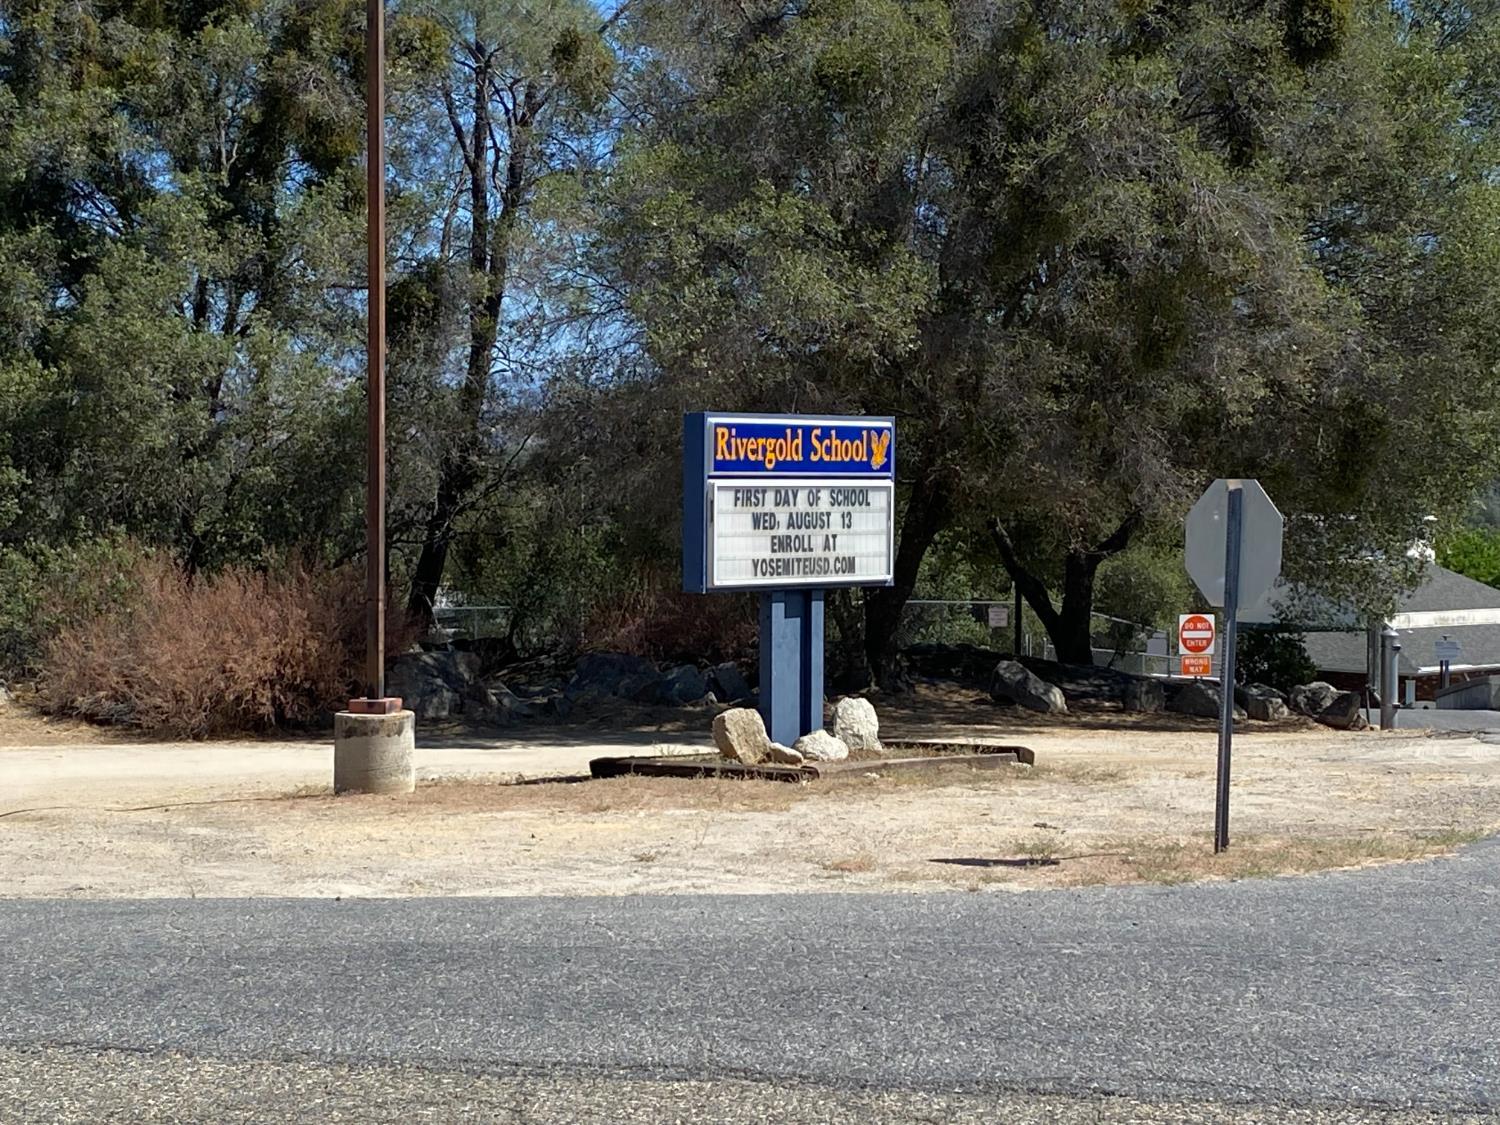 Rivergold School
FIRST DAY OF SCHOOL
WED, AUGUST 13
ENROLL AT
YOSEMITEUSD.COM
DO NOT
ENTER
WRONG
WAY